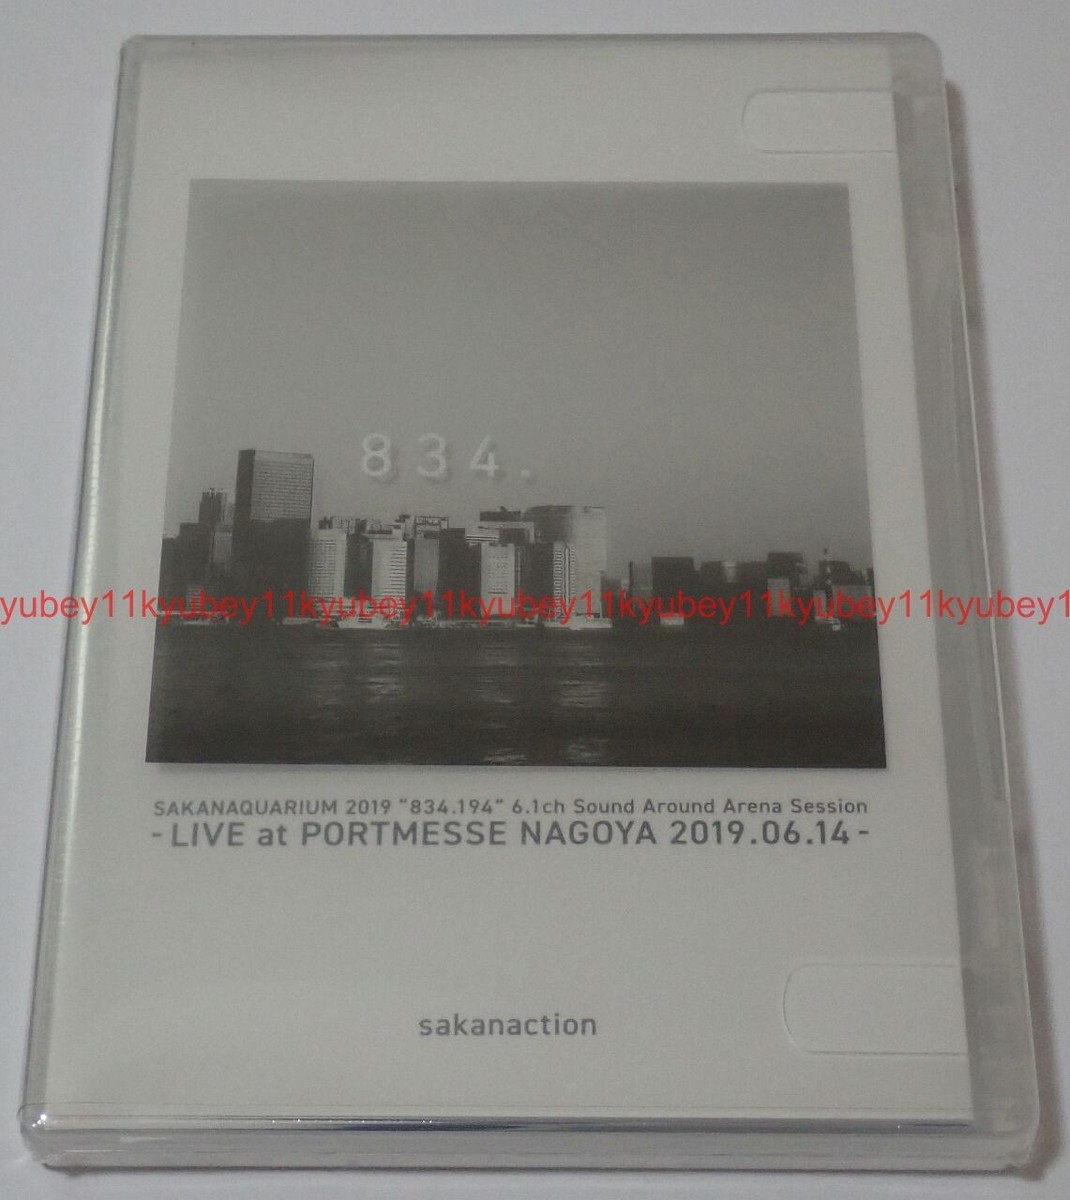 834.
yubey11kyubey11kyubey11kyubey11kyubey11kyubey11kyubey1
SAKANAQUARIUM 2019 "834.194" 6.1ch Sound Around Arena Session
-LIVE at PORTMESSE NAGOYA 2019.06.14-
sakanaction